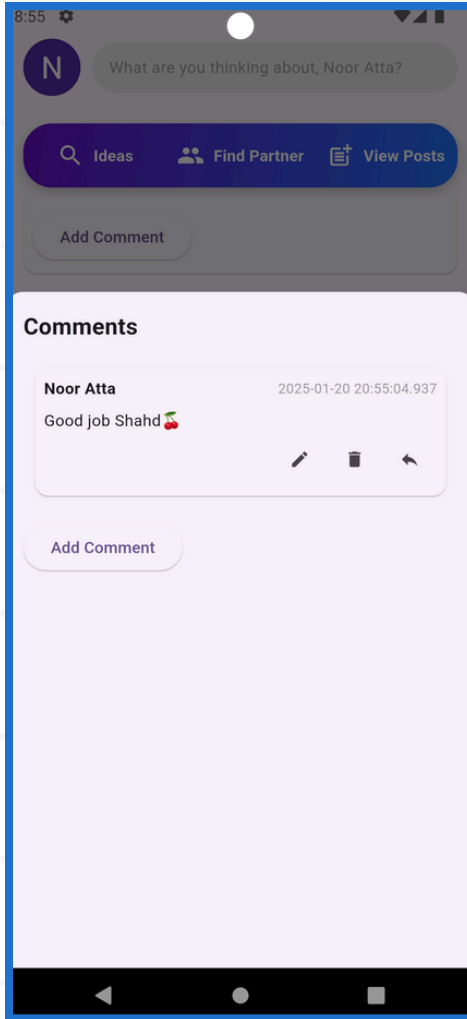 8:55
N
What are you thinking about, Noor Atta?
Ideas
Find Partner
View Posts
Add Comment
Comments
Noor Atta
2025-01-20 20:55:04.937
Good job Shahd🍒
Add Comment